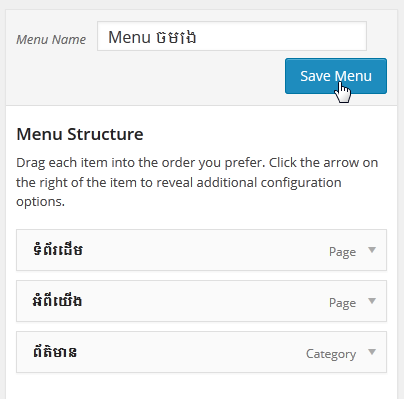 Menu Name Menu ចមរង
Save Menu
Menu Structure
Drag each item into the order you prefer. Click the arrow on
the right of the item to reveal additional configuration
options.
ទំព័រដើម Page
អំពីយើង Page
ព័ត៌មាន Category